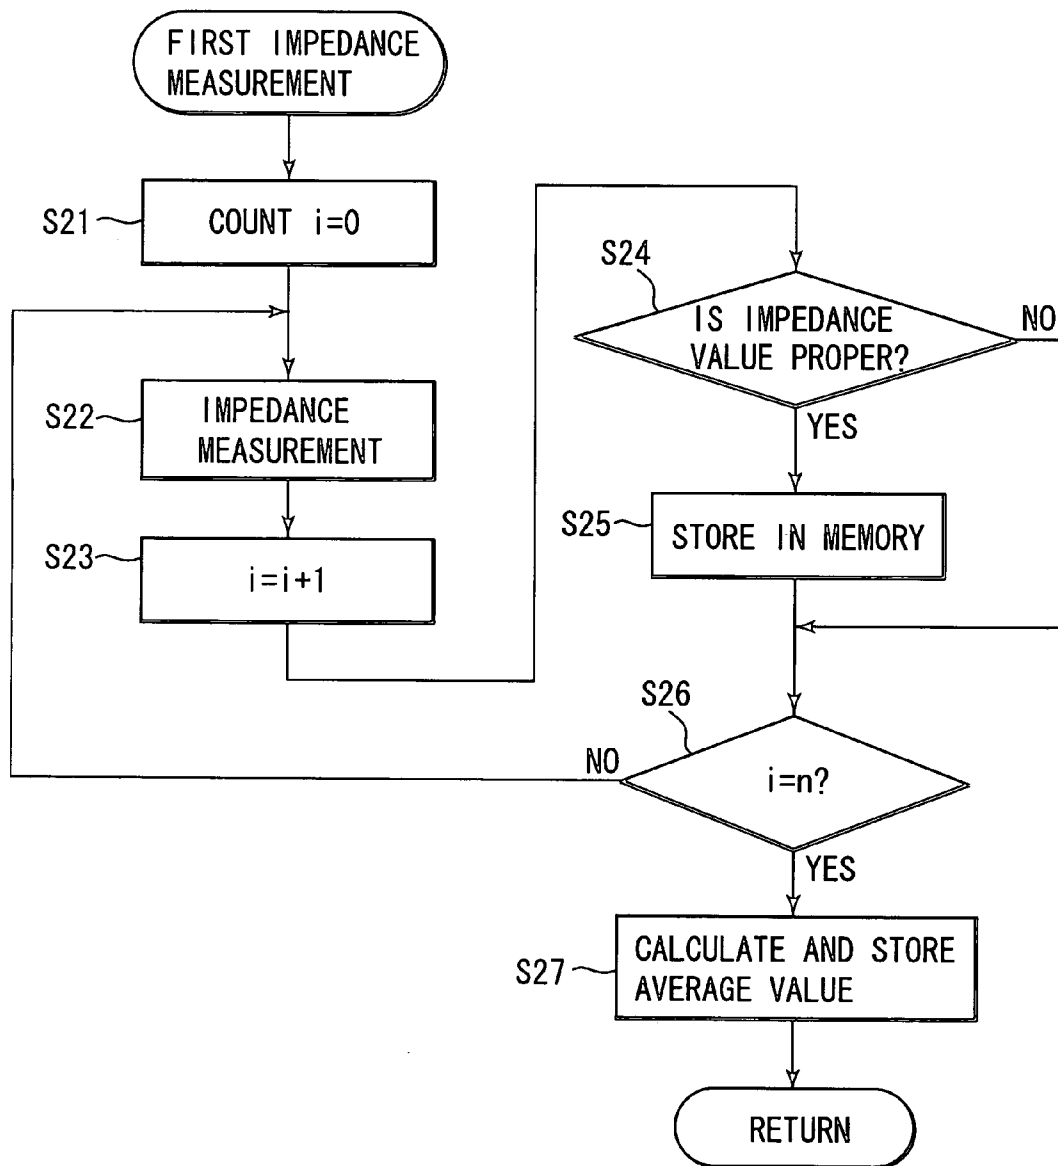 FIRST IMPEDANCE
MEASUREMENT
S21
COUNT i=0
S22
IMPEDANCE
MEASUREMENT
S23
i=i+1
S24
IS IMPEDANCE
VALUE PROPER?
NO
YES
S25
STORE IN MEMORY
S26
i=n?
NO
YES
S27
CALCULATE AND STORE
AVERAGE VALUE
RETURN